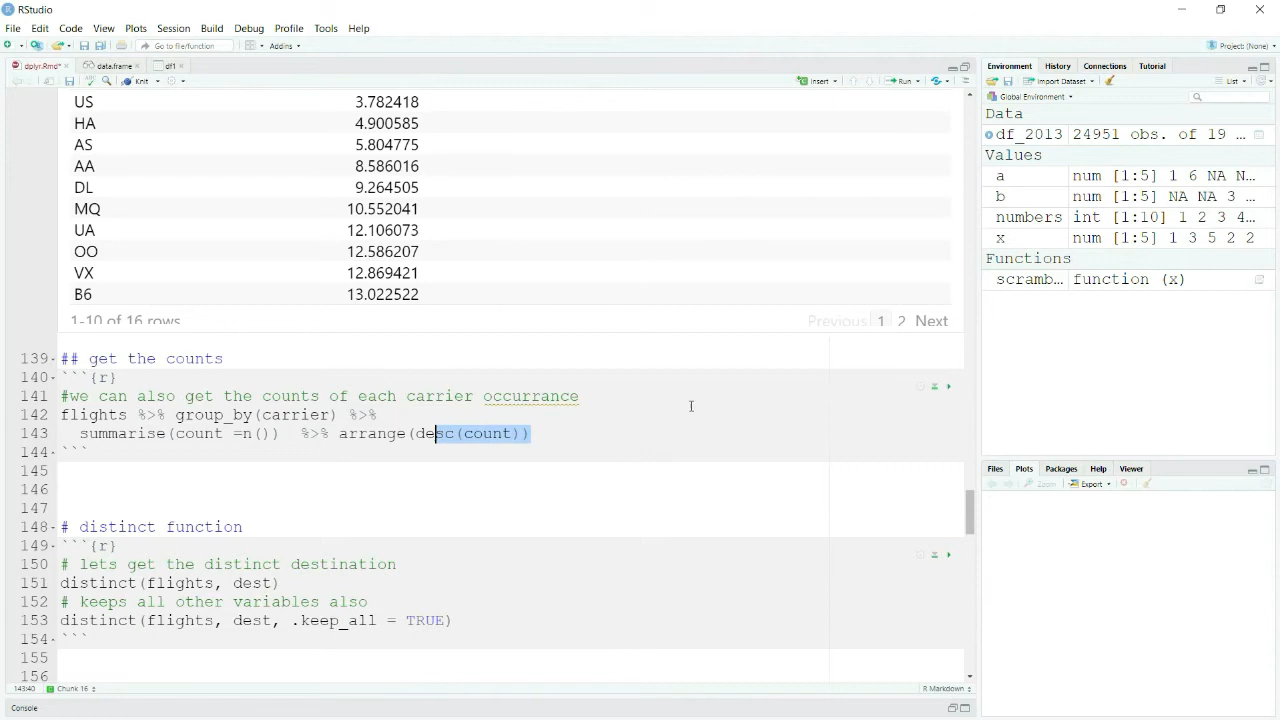 RStudio
File Edit Code View Plots Session Build Debug Profile Tools Help
Go to file/function Addins Project: (None)
dplyr.Rmd* data.frame df1
Knit Insert Run
US 3.782418
HA 4.900585
AS 5.804775
AA 8.586016
DL 9.264505
MQ 10.552041
UA 12.106073
OO 12.586207
VX 12.869421
B6 13.022522
1-10 of 16 rows Previous 1 2 Next
139 ## get the counts
140 ```{r}
141 #we can also get the counts of each carrier occurrance
142 flights %>% group_by(carrier) %>%
143 summarise(count =n()) %>% arrange(desc(count))
144 ```
145
146
147
148 # distinct function
149 ```{r}
150 # lets get the distinct destination
151 distinct(flights, dest)
152 # keeps all other variables also
153 distinct(flights, dest, .keep_all = TRUE)
154 ```
155
156
143:40 Chunk 16 R Markdown
Console
Environment History Connections Tutorial
Import Dataset List
Global Environment
Data
df_2013 24951 obs. of 19 ...
Values
a num [1:5] 1 6 NA N...
b num [1:5] NA NA 3 ...
numbers int [1:10] 1 2 3 4...
x num [1:5] 1 3 5 2 2
Functions
scramb... function (x)
Files Plots Packages Help Viewer
Zoom Export